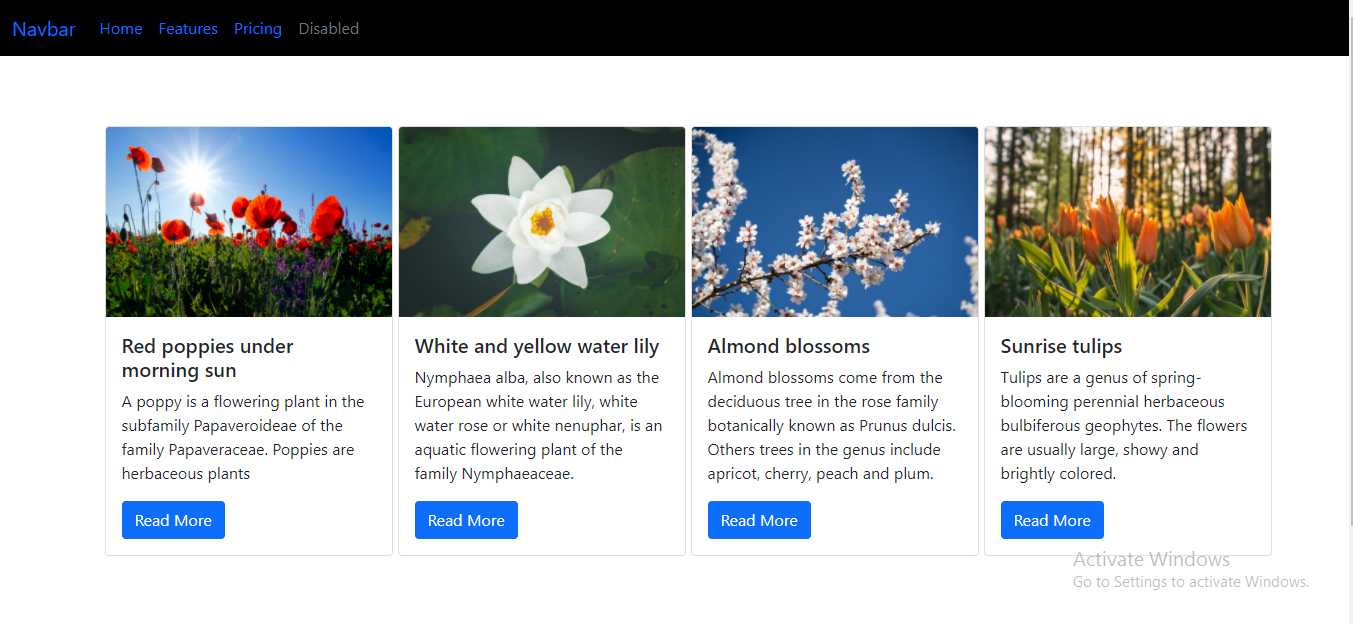 Navbar Home Features Pricing Disabled
Red poppies under
morning sun
A poppy is a flowering plant in the
subfamily Papaveroideae of the
family Papaveraceae. Poppies are
herbaceous plants
Read More
White and yellow water lily
Nymphaea alba, also known as the
European white water lily, white
water rose or white nenuphar, is an
aquatic flowering plant of the
family Nymphaeaceae.
Read More
Almond blossoms
Almond blossoms come from the
deciduous tree in the rose family
botanically known as Prunus dulcis.
Others trees in the genus include
apricot, cherry, peach and plum.
Read More
Sunrise tulips
Tulips are a genus of spring-
blooming perennial herbaceous
bulbiferous geophytes. The flowers
are usually large, showy and
brightly colored.
Read More
Activate Windows
Go to Settings to activate Windows.